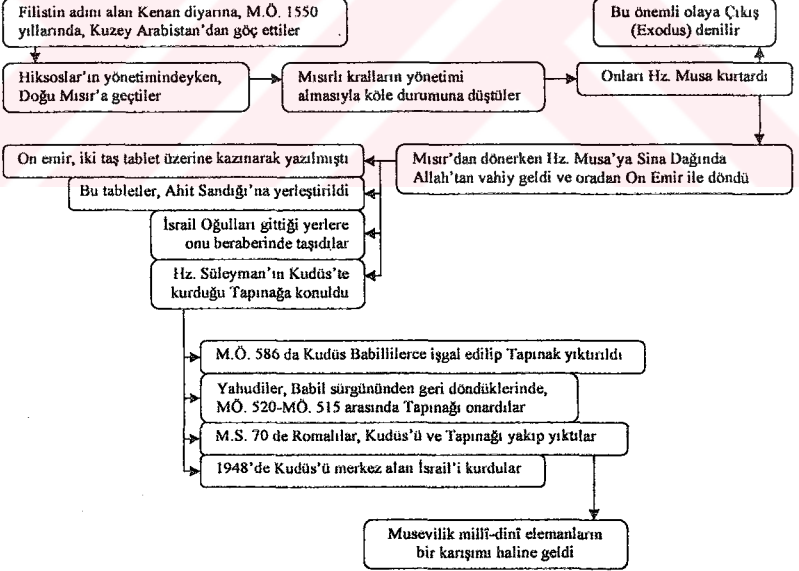 Filistin adını alan Kenan diyarına, M.Ö. 1550
yıllarında, Kuzey Arabistan'dan göç ettiler
Bu önemli olaya Çıkış
(Exodus) denilir
Hiksoslar'ın yönetimindeyken,
Doğu Mısır'a geçtiler
Mısırlı kralların yönetimi
almasıyla köle durumuna düştüler
Onları Hz. Musa kurtardı
On emir, iki taş tablet üzerine kazınarak yazılmıştı
Mısır'dan dönerken Hz. Musa'ya Sina Dağında
Allah'tan vahiy geldi ve oradan On Emir ile döndü
Bu tabletler, Ahit Sandığı'na yerleştirildi
İsrail Oğulları gittiği yerlere
onu beraberinde taşıdılar
Hz. Süleyman'ın Kudüs'te
kurduğu Tapınağa konuldu
M.Ö. 586 da Kudüs Babillilerce işgal edilip Tapınak yıktırıldı
Yahudiler, Babil sürgününden geri döndüklerinde,
MÖ. 520-MÖ. 515 arasında Tapınağı onardılar
M.S. 70 de Romalılar, Kudüs'ü ve Tapınağı yakıp yıktılar
1948'de Kudüs'ü merkez alan İsrail'i kurdular
Musevilik millî-dinî elemanların
bir karışımı haline geldi